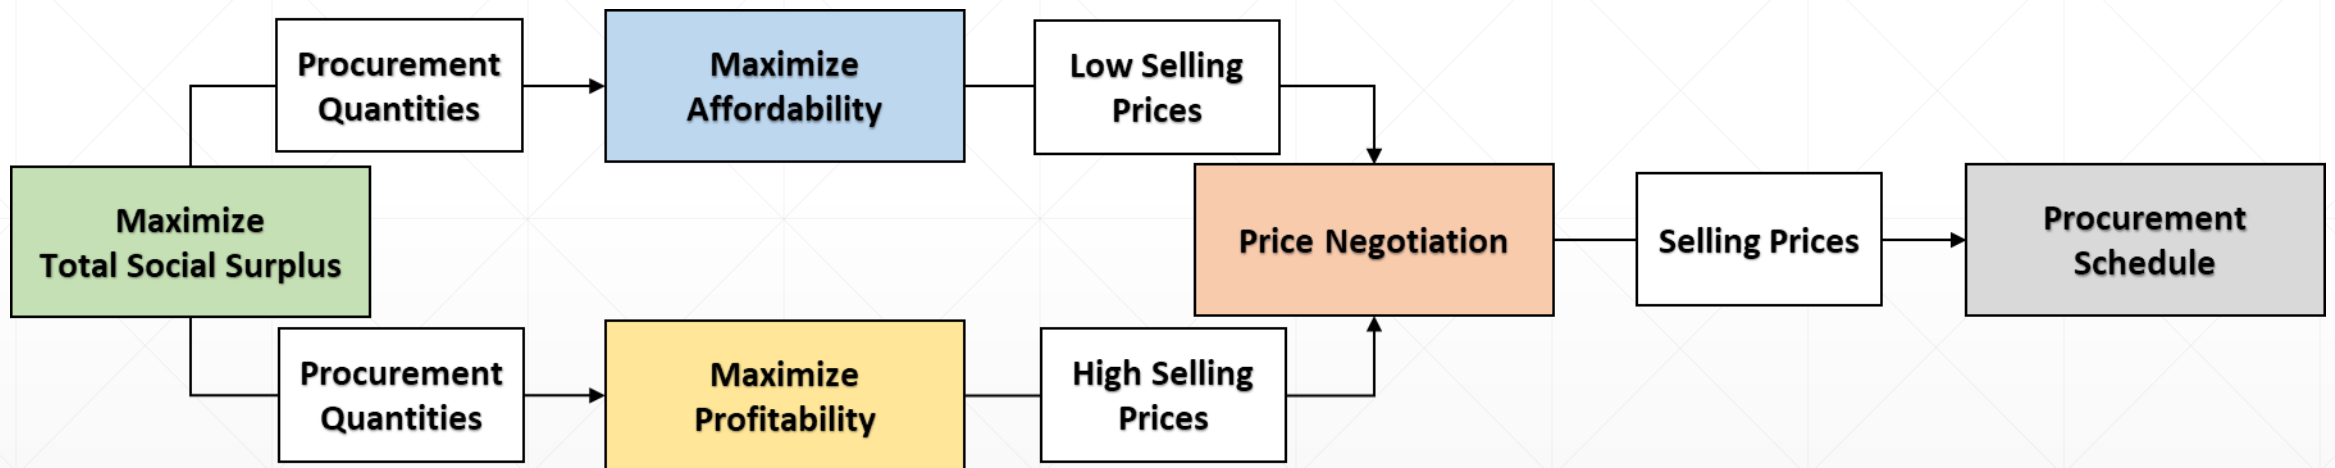 Procurement
Quantities
Maximize
Affordability
Low Selling
Prices
Maximize
Total Social Surplus
Price Negotiation
Selling Prices
Procurement
Schedule
Procurement
Quantities
Maximize
Profitability
High Selling
Prices